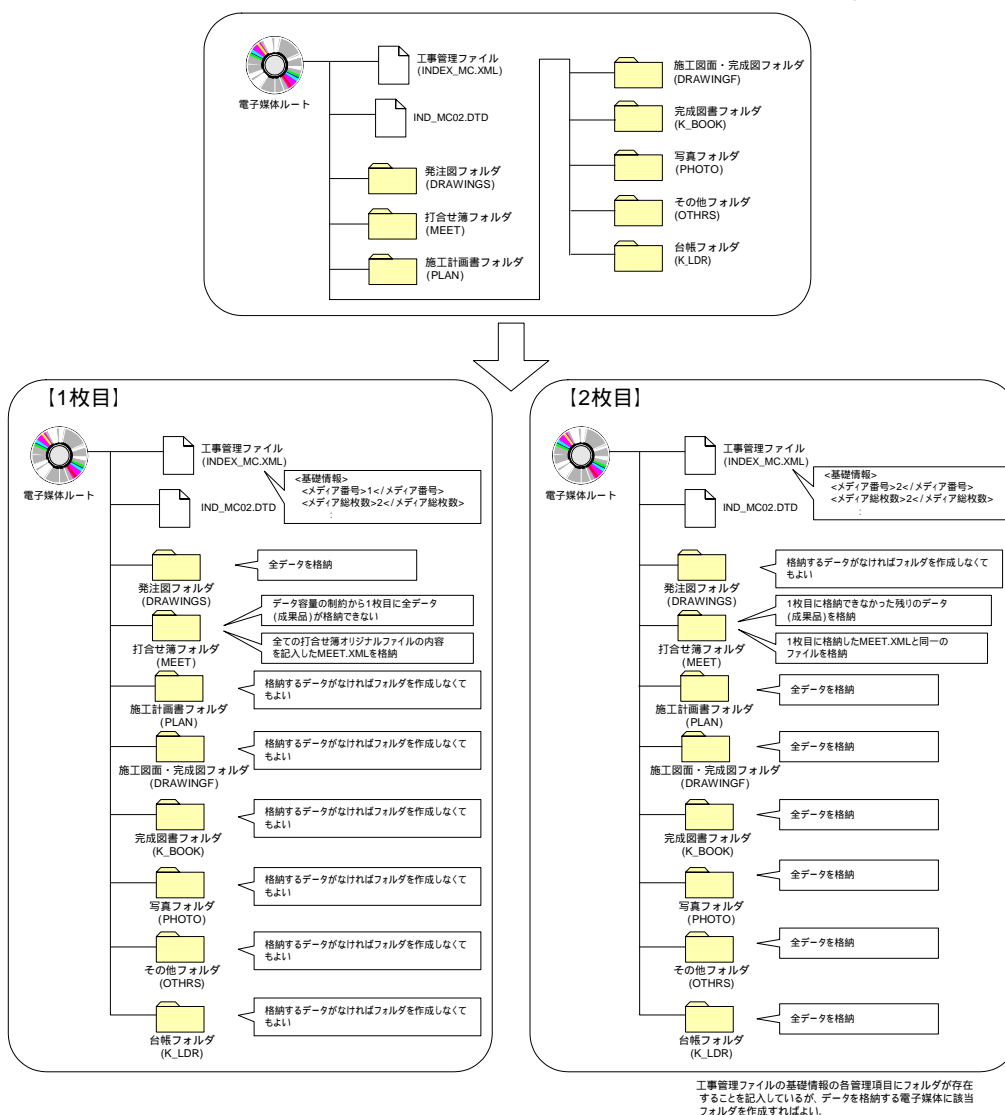 電子媒体ルート
工事管理ファイル
(INDEX_MC.XML)
IND_MC02.DTD
発注図フォルダ
(DRAWINGS)
打合せ簿フォルダ
(MEET)
施工計画書フォルダ
(PLAN)
施工図面・完成図フォルダ
(DRAWINGF)
完成図書フォルダ
(K_BOOK)
写真フォルダ
(PHOTO)
その他フォルダ
(OTHRS)
台帳フォルダ
(K_LDR)
【1枚目】
電子媒体ルート
工事管理ファイル
(INDEX_MC.XML)
<基礎情報>
<メディア番号>1</メディア番号>
<メディア総枚数>2</メディア総枚数>
:
IND_MC02.DTD
発注図フォルダ
(DRAWINGS)
全データを格納
打合せ簿フォルダ
(MEET)
データ容量の制約から1枚目に全データ
(成果品)が格納できない
全ての打合せ簿オリジナルファイルの内容
を記入したMEET.XMLを格納
施工計画書フォルダ
(PLAN)
格納するデータがなければフォルダを作成しなくて
もよい
施工図面・完成図フォルダ
(DRAWINGF)
格納するデータがなければフォルダを作成しなくて
もよい
完成図書フォルダ
(K_BOOK)
格納するデータがなければフォルダを作成しなくて
もよい
写真フォルダ
(PHOTO)
格納するデータがなければフォルダを作成しなくて
もよい
その他フォルダ
(OTHRS)
格納するデータがなければフォルダを作成しなくて
もよい
台帳フォルダ
(K_LDR)
格納するデータがなければフォルダを作成しなくて
もよい
【2枚目】
電子媒体ルート
工事管理ファイル
(INDEX_MC.XML)
<基礎情報>
<メディア番号>2</メディア番号>
<メディア総枚数>2</メディア総枚数>
:
IND_MC02.DTD
発注図フォルダ
(DRAWINGS)
格納するデータがなければフォルダを作成しなくて
もよい
打合せ簿フォルダ
(MEET)
1枚目に格納できなかった残りのデータ
(成果品)を格納
1枚目に格納したMEET.XMLと同一の
ファイルを格納
施工計画書フォルダ
(PLAN)
全データを格納
施工図面・完成図フォルダ
(DRAWINGF)
全データを格納
完成図書フォルダ
(K_BOOK)
全データを格納
写真フォルダ
(PHOTO)
全データを格納
その他フォルダ
(OTHRS)
全データを格納
台帳フォルダ
(K_LDR)
全データを格納
工事管理ファイルの基礎情報の各管理項目にフォルダが存在
することを記入しているが、データを格納する電子媒体に該当
フォルダを作成すればよい。